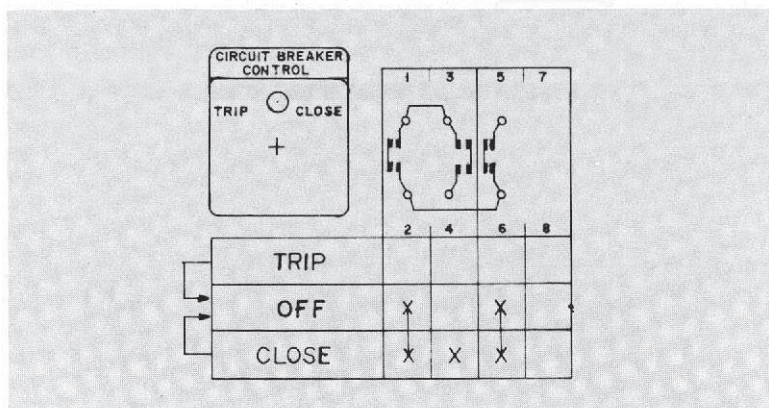 CIRCUIT BREAKER
CONTROL
TRIP CLOSE
1 3 5 7
2 4 6 8
TRIP
OFF X X
CLOSE X X X